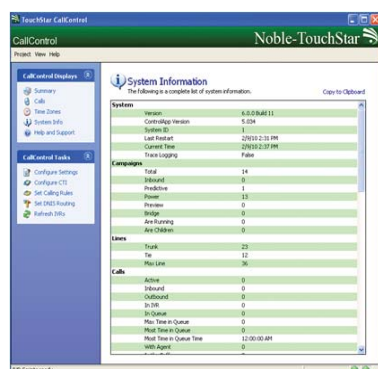 TouchStar CallControl
CallControl
Noble-TouchStar
Project View Help
CallControl Displays
Summary
Calls
Time Zones
System Info
Help and Support
CallControl Tasks
Configure Settings
Configure CTI
Set Calling Rules
Set DNIS Routing
Refresh IVRs
System Information
The following is a complete list of system information.
Copy to Clipboard
System
Version 6.0.0 Build 11
ControlApp Version 5.034
System ID 1
Last Restart 2/9/10 2:31 PM
Current Time 2/9/10 2:37 PM
Trace Logging False
Campaigns
Total 14
Inbound 0
Predictive 1
Power 13
Preview 0
Bridge 0
Are Running 0
Are Children 0
Lines
Trunk 23
Tie 12
Max Line 36
Calls
Active 0
Inbound 0
Outbound 0
In IVR 0
In Queue 0
Max Time in Queue 0
Most Time in Queue 0
Most Time in Queue Time 12:00:00 AM
With Agent 0